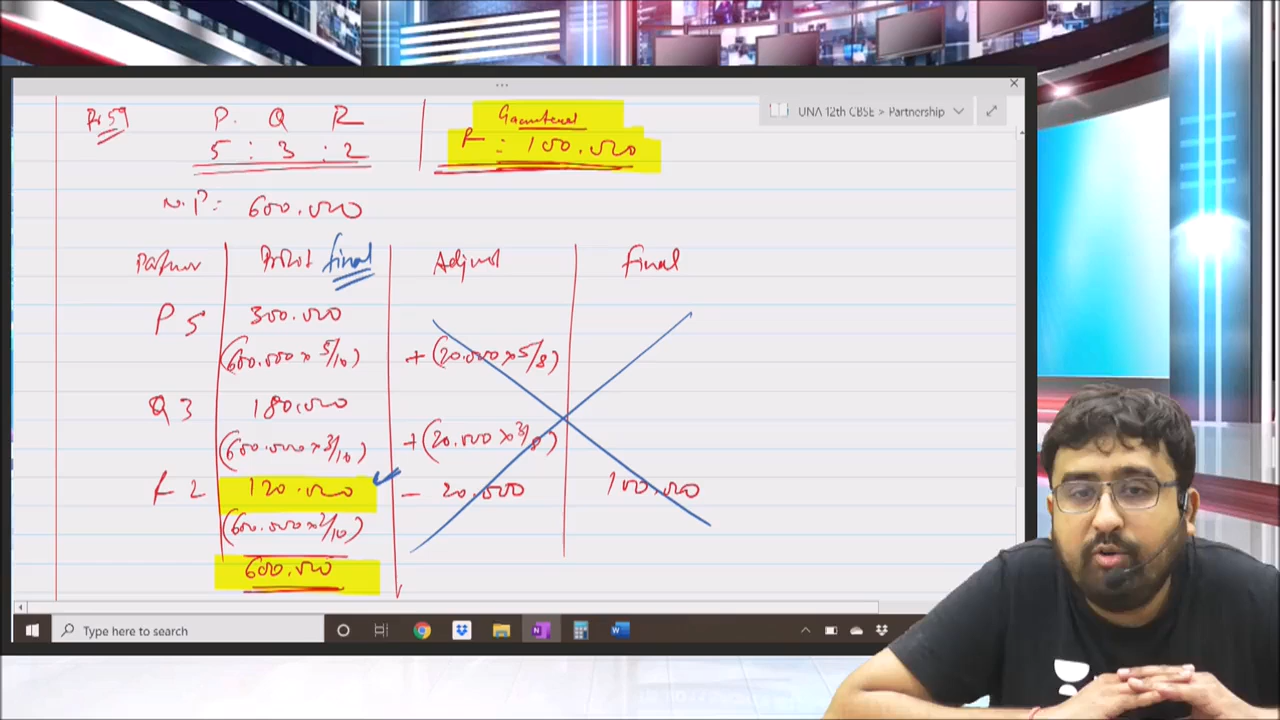 UNA 12th CBSE > Partnership
P. Q R
5 : 3 : 2
Guaranteed
R : 100.000
N.P: 600.000
Partner Profit final Adjust final
P 5 300.000
(600.000 x 5/10) + (20.000 x 5/8)
Q 3 180.000
(600.000 x 3/10) + (20.000 x 3/8)
R 2 120.000 - 20.000 100.000
(600.000 x 2/10)
600.000
Type here to search